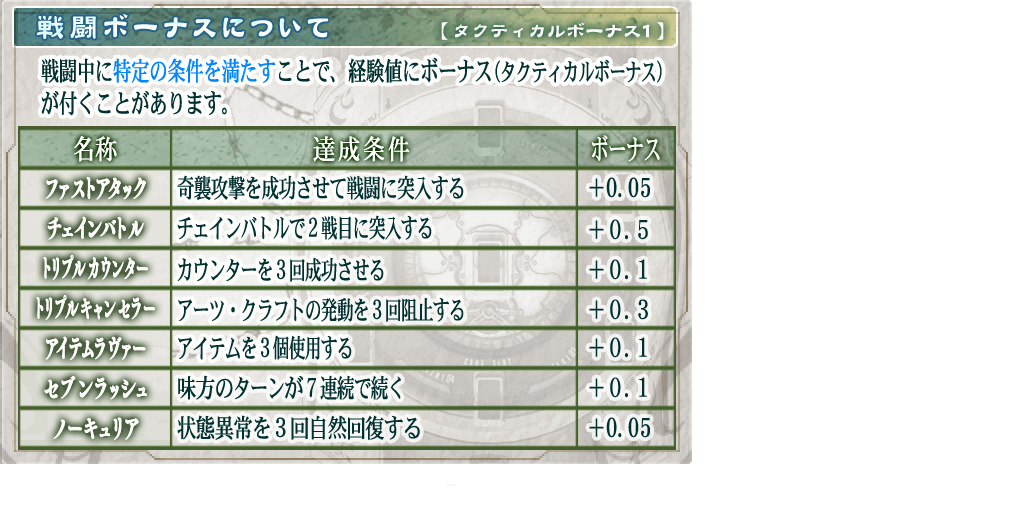 戦闘ボーナスについて
【タクティカルボーナス1】
戦闘中に特定の条件を満たすことで、経験値にボーナス(タクティカルボーナス)
が付くことがあります。
名称 達成条件 ボーナス
ファストアタック 奇襲攻撃を成功させて戦闘に突入する +0.05
チェインバトル チェインバトルで2戦目に突入する +0.5
トリプルカウンター カウンターを3回成功させる +0.1
トリプルキャンセラー アーツ・クラフトの発動を3回阻止する +0.3
アイテムラヴァー アイテムを3個使用する +0.1
セブンラッシュ 味方のターンが7連続で続く +0.1
ノーキュリア 状態異常を3回自然回復する +0.05